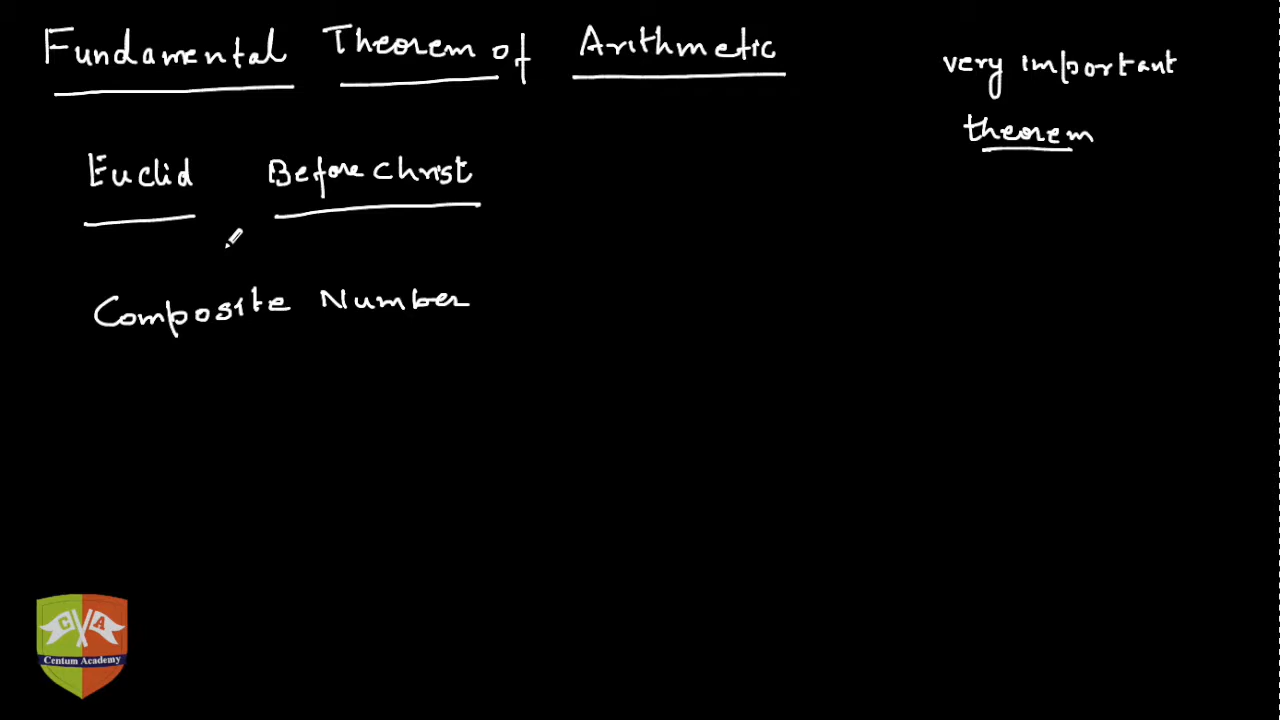 Fundamental Theorem of Arithmetic
very important
theorem
Euclid Before Christ
Composite Number
C A
Centum Academy